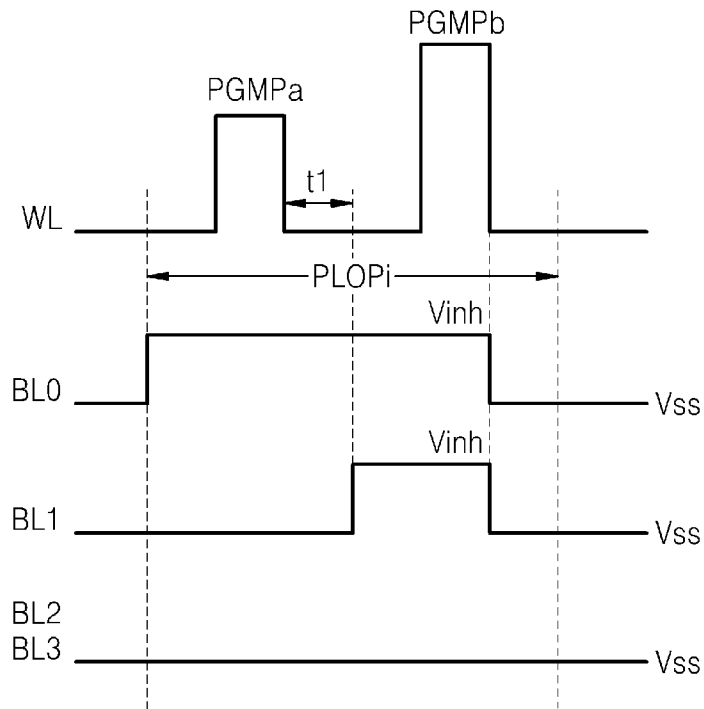 PGMPb
PGMPa
t1
WL
PLOPi
Vinh
BL0
Vss
Vinh
BL1
Vss
BL2
BL3
Vss